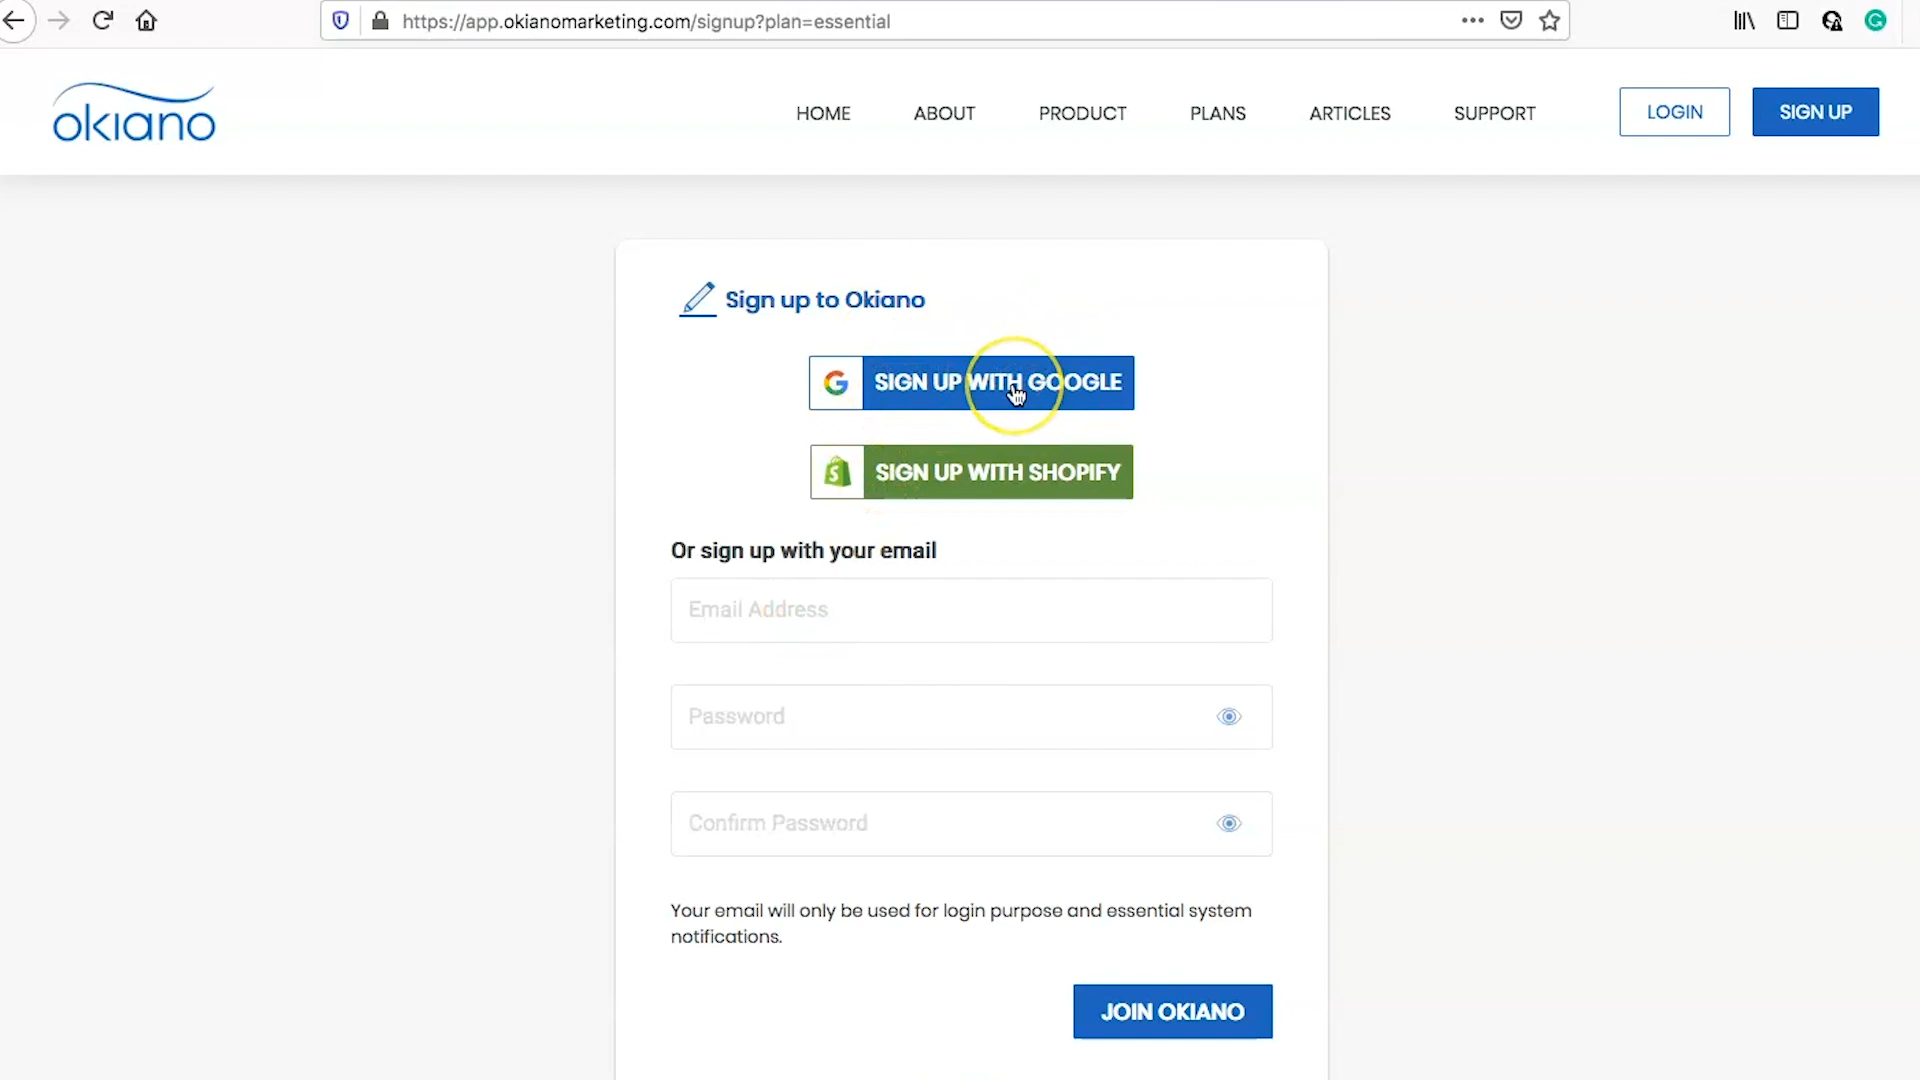 https://app.okianomarketing.com/signup?plan=essential
okiano
HOME
ABOUT
PRODUCT
PLANS
ARTICLES
SUPPORT
LOGIN
SIGN UP
Sign up to Okiano
SIGN UP WITH GOOGLE
SIGN UP WITH SHOPIFY
Or sign up with your email
Email Address
Password
Confirm Password
Your email will only be used for login purpose and essential system
notifications.
JOIN OKIANO